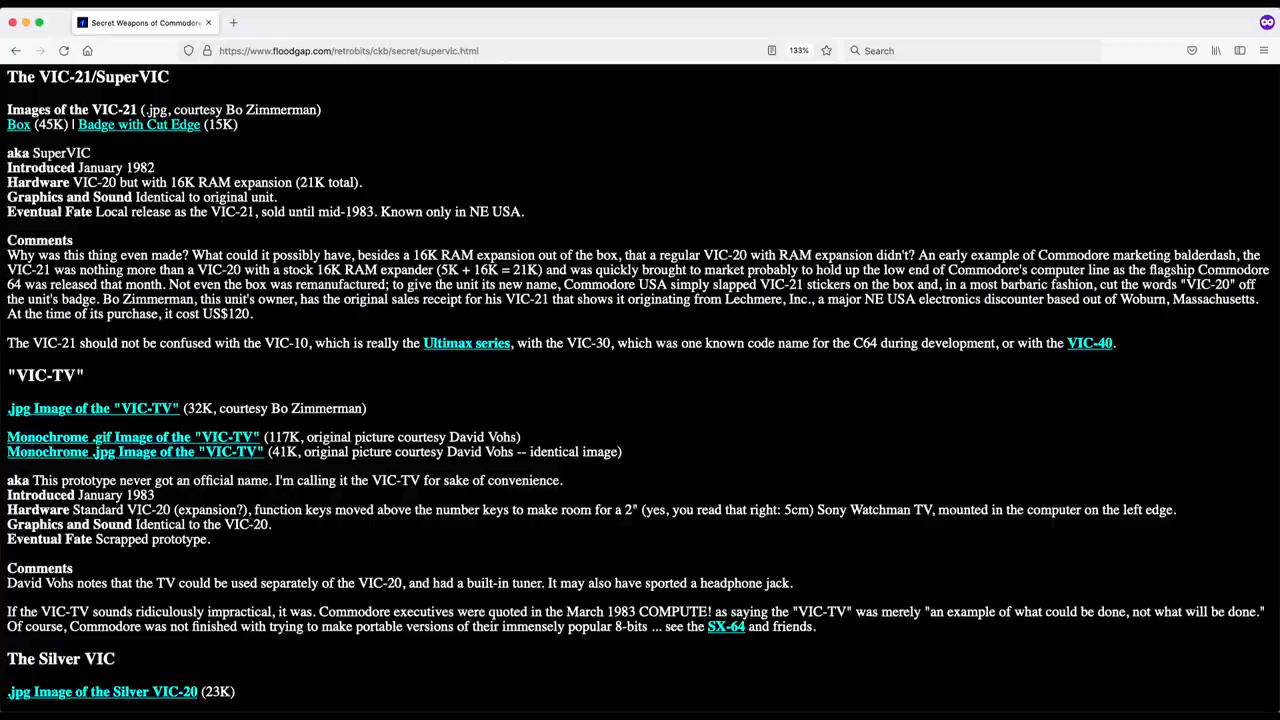 Secret Weapons of Commodore
https://www.floodgap.com/retrobits/ckb/secret/supervic.html
133%
Search
The VIC-21/SuperVIC
Images of the VIC-21 (.jpg, courtesy Bo Zimmerman)
Box (45K) | Badge with Cut Edge (15K)
aka SuperVIC
Introduced January 1982
Hardware VIC-20 but with 16K RAM expansion (21K total).
Graphics and Sound Identical to original unit.
Eventual Fate Local release as the VIC-21, sold until mid-1983. Known only in NE USA.
Comments
Why was this thing even made? What could it possibly have, besides a 16K RAM expansion out of the box, that a regular VIC-20 with RAM expansion didn't? An early example of Commodore marketing balderdash, the
VIC-21 was nothing more than a VIC-20 with a stock 16K RAM expander (5K + 16K = 21K) and was quickly brought to market probably to hold up the low end of Commodore's computer line as the flagship Commodore
64 was released that month. Not even the box was remanufactured; to give the unit its new name, Commodore USA simply slapped VIC-21 stickers on the box and, in a most barbaric fashion, cut the words "VIC-20" off
the unit's badge. Bo Zimmerman, this unit's owner, has the original sales receipt for his VIC-21 that shows it originating from Lechmere, Inc., a major NE USA electronics discounter based out of Woburn, Massachusetts.
At the time of its purchase, it cost US$120.
The VIC-21 should not be confused with the VIC-10, which is really the Ultimax series, with the VIC-30, which was one known code name for the C64 during development, or with the VIC-40.
"VIC-TV"
.jpg Image of the "VIC-TV" (32K, courtesy Bo Zimmerman)
Monochrome .gif Image of the "VIC-TV" (117K, original picture courtesy David Vohs)
Monochrome .jpg Image of the "VIC-TV" (41K, original picture courtesy David Vohs -- identical image)
aka This prototype never got an official name. I'm calling it the VIC-TV for sake of convenience.
Introduced January 1983
Hardware Standard VIC-20 (expansion?), function keys moved above the number keys to make room for a 2" (yes, you read that right: 5cm) Sony Watchman TV, mounted in the computer on the left edge.
Graphics and Sound Identical to the VIC-20.
Eventual Fate Scrapped prototype.
Comments
David Vohs notes that the TV could be used separately of the VIC-20, and had a built-in tuner. It may also have sported a headphone jack.
If the VIC-TV sounds ridiculously impractical, it was. Commodore executives were quoted in the March 1983 COMPUTE! as saying the "VIC-TV" was merely "an example of what could be done, not what will be done."
Of course, Commodore was not finished with trying to make portable versions of their immensely popular 8-bits ... see the SX-64 and friends.
The Silver VIC
.jpg Image of the Silver VIC-20 (23K)